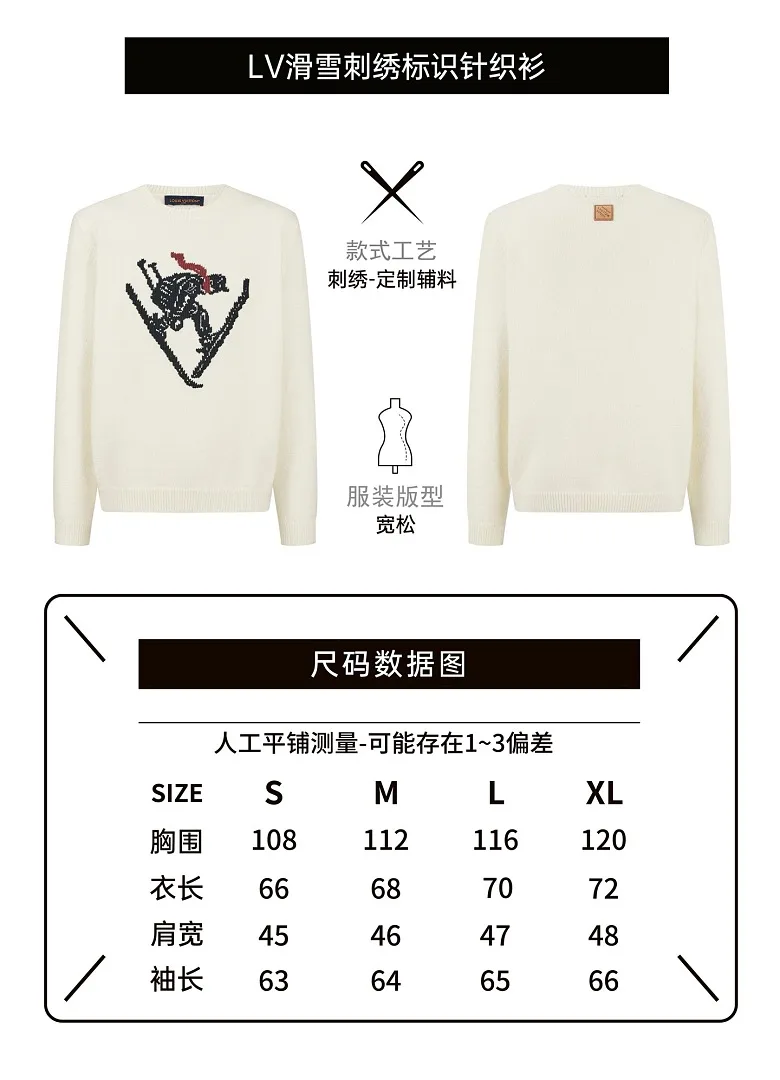 LV滑雪刺绣标识针织衫
LOUIS VUITTON
款式工艺
刺绣-定制辅料
服装版型
宽松
尺码数据图
人工平铺测量-可能存在1~3偏差
SIZE S M L XL
胸围 108 112 116 120
衣长 66 68 70 72
肩宽 45 46 47 48
袖长 63 64 65 66